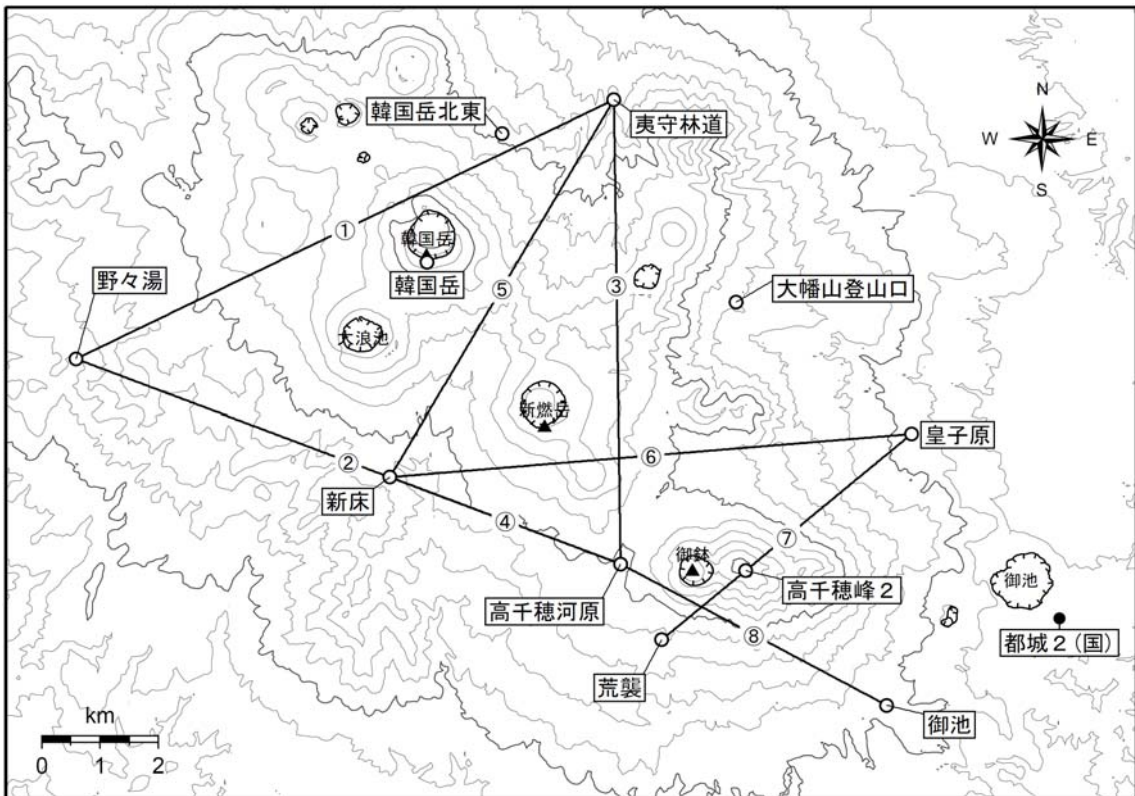 N
W
E
S
韓国岳北東
夷守林道
①
韓国岳
野々湯
韓国岳
⑤
③
大幡山登山口
大浪池
新燃岳
皇子原
②
⑥
新床
④
⑦
御鉢
御池
高千穂峰２
高千穂河原
⑧
都城２(国)
荒襲
御池
km
0
1
2